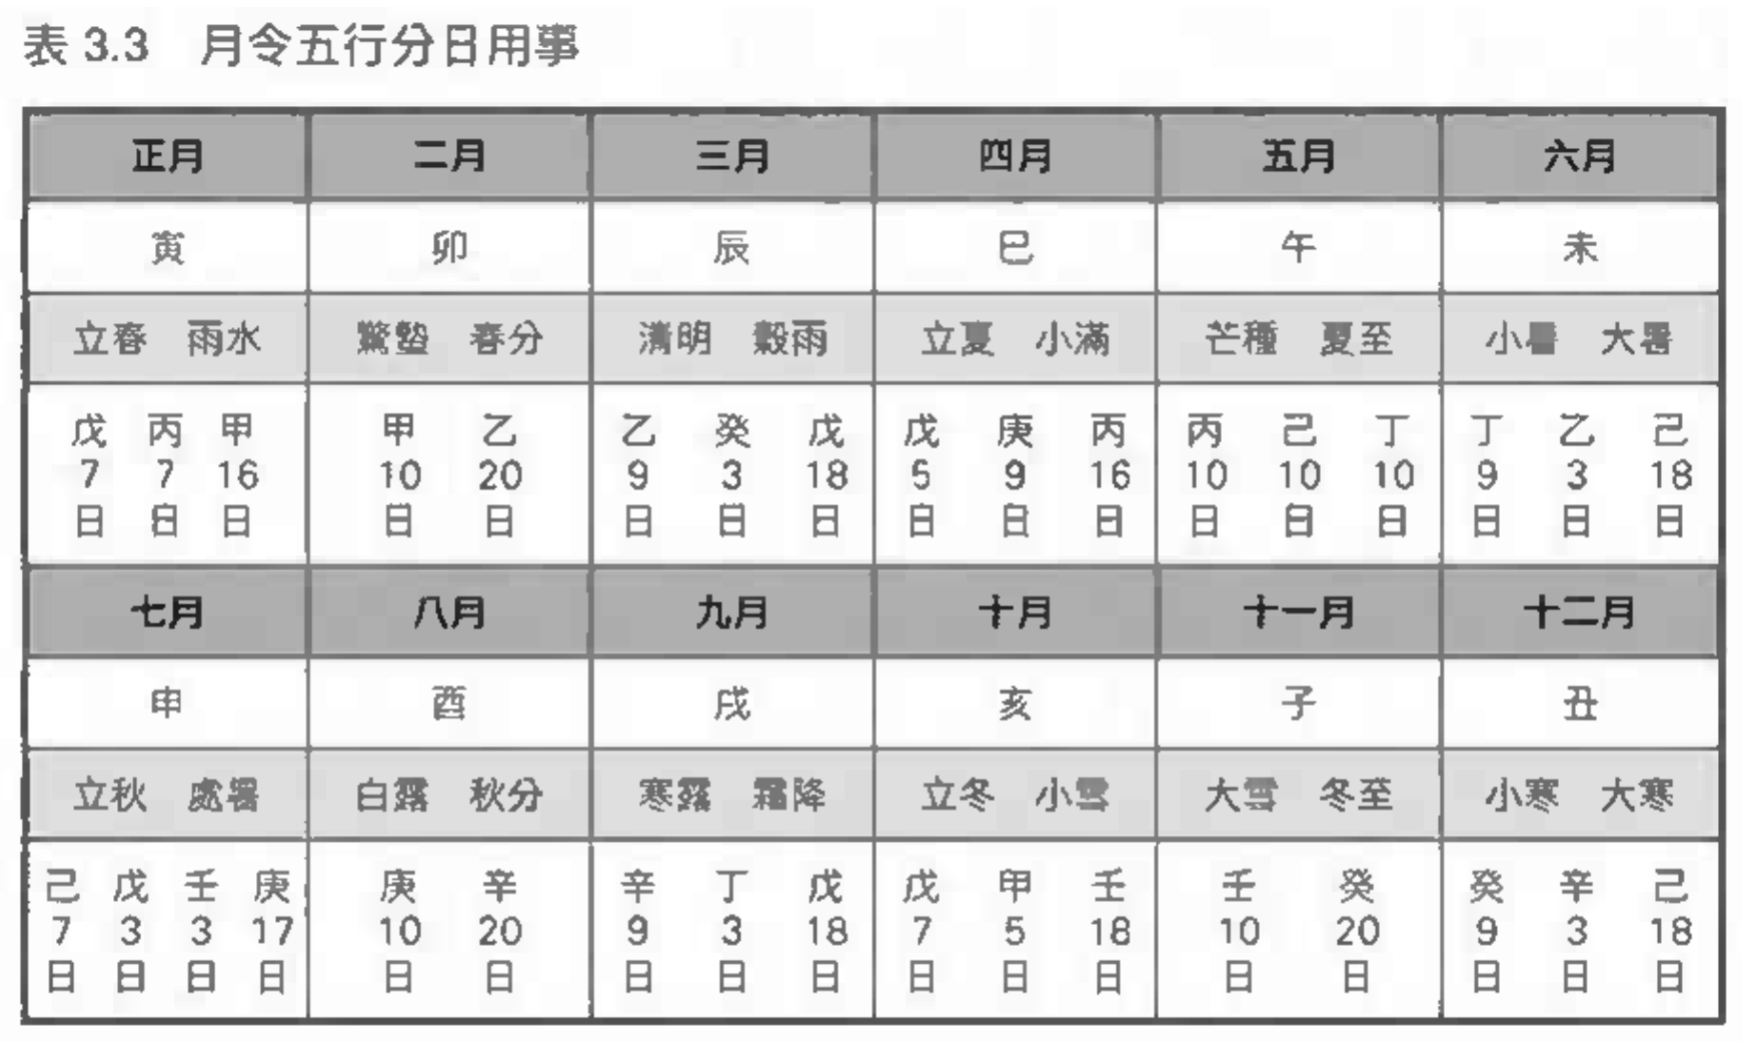 表 3.3　月令五行分日用事
正月 二月 三月 四月 五月 六月
寅 卯 辰 巳 午 未
立春　雨水 驚蟄　春分 清明　穀雨 立夏　小滿 芒種　夏至 小暑　大暑
戊 丙 甲 甲 乙 乙 癸 戊 戊 庚 丙 丙 己 丁 丁 乙 己
7 7 16 10 20 9 3 18 5 9 16 10 10 10 9 3 18
日 日 日 日 日 日 日 日 日 日 日 日 日 日 日 日 日
七月 八月 九月 十月 十一月 十二月
申 酉 戌 亥 子 丑
立秋　處暑 白露　秋分 寒露　霜降 立冬　小雪 大雪　冬至 小寒　大寒
己 戊 壬 庚 庚 辛 辛 丁 戊 戊 甲 壬 壬 癸 癸 辛 己
7 3 3 17 10 20 9 3 18 7 5 18 10 20 9 3 18
日 日 日 日 日 日 日 日 日 日 日 日 日 日 日 日 日